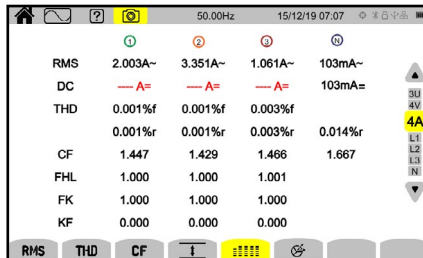 ? 50.00Hz 15/12/19 07:07
1 2 3 N
RMS 2.003A~ 3.351A~ 1.061A~ 103mA~
DC ---- A= ---- A= ---- A= 103mA=
THD 0.001%f 0.001%f 0.003%f
0.001%r 0.001%r 0.003%r 0.014%r
CF 1.447 1.429 1.466 1.667
FHL 1.000 1.000 1.001
FK 1.000 1.000 1.000
KF 0.000 0.000 0.000
3U
4V
4A
L1
L2
L3
N
RMS THD CF